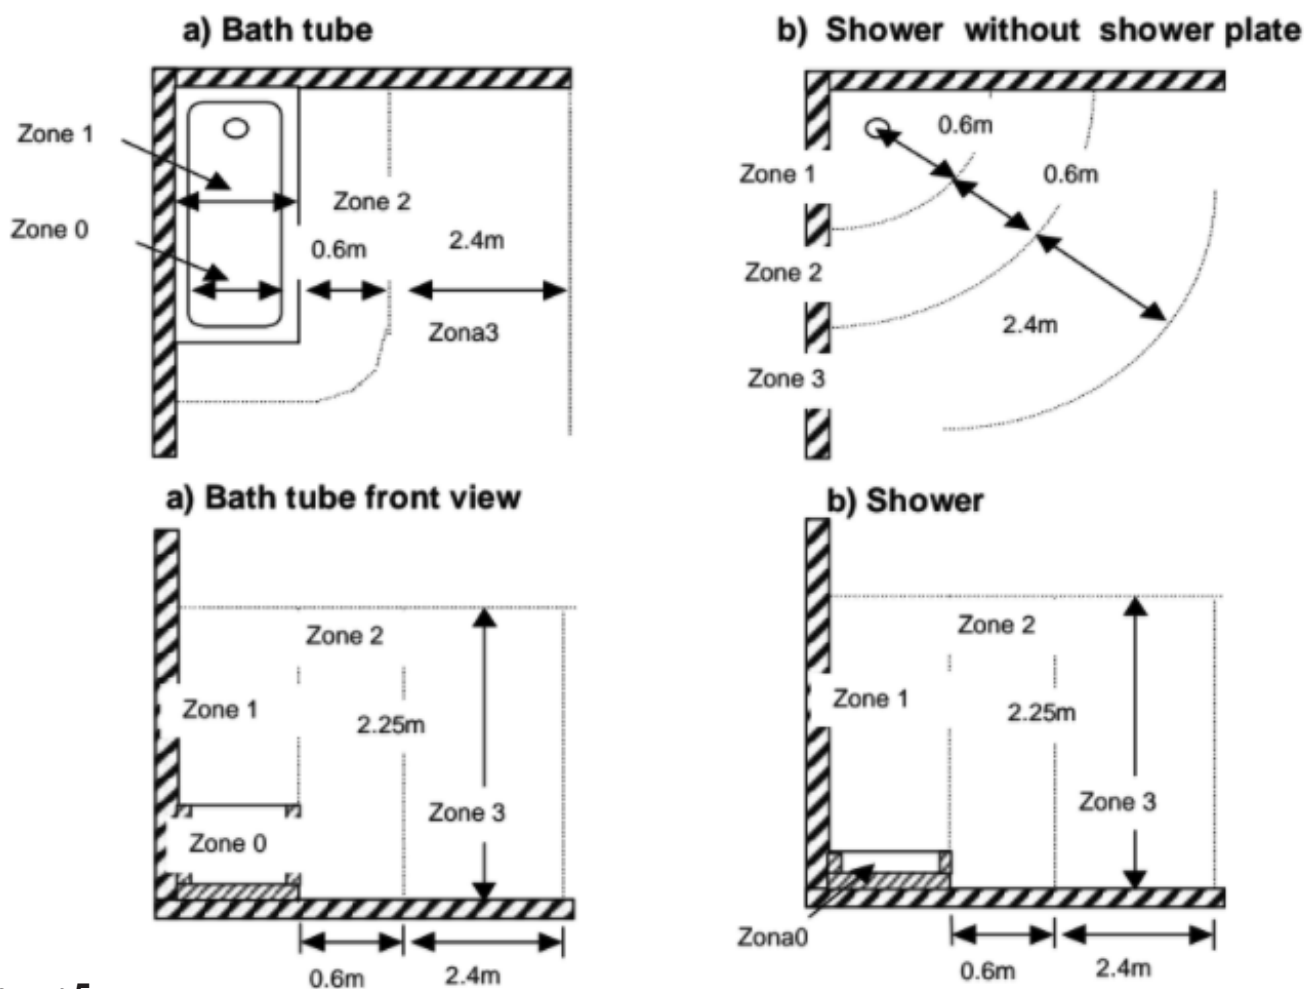 a) Bath tube
Zone 1
Zone 0
Zone 2
0.6m
2.4m
Zona3
b) Shower without shower plate
0.6m
Zone 1
0.6m
Zone 2
2.4m
Zone 3
a) Bath tube front view
Zone 2
Zone 1
2.25m
Zone 3
Zone 0
0.6m
2.4m
b) Shower
Zone 2
Zone 1
2.25m
Zone 3
Zona0
0.6m
2.4m